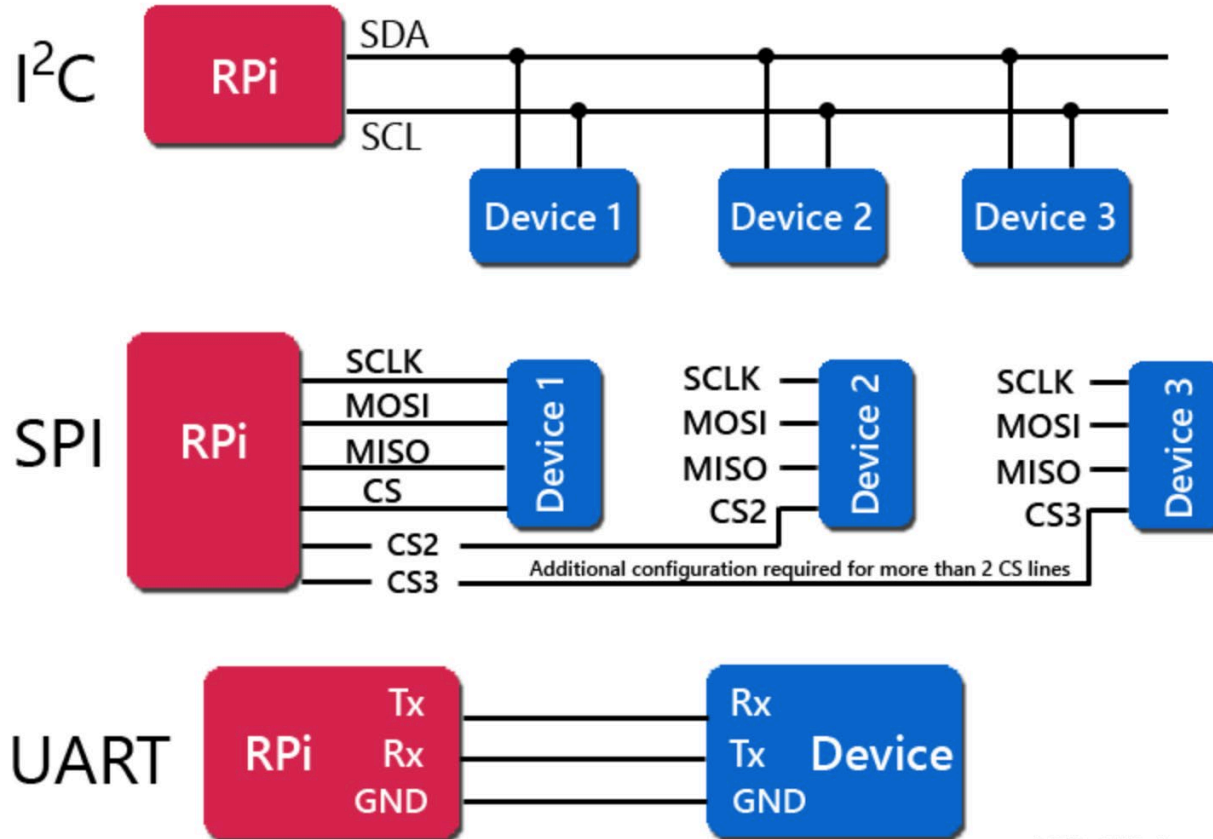 I²C
RPi
SDA
SCL
Device 1
Device 2
Device 3
SPI
RPi
SCLK
MOSI
MISO
CS
CS2
CS3
Device 1
SCLK
MOSI
MISO
CS2
Device 2
SCLK
MOSI
MISO
CS3
Device 3
Additional configuration required for more than 2 CS lines
UART
RPi
Tx
Rx
GND
Rx
Tx
GND
Device